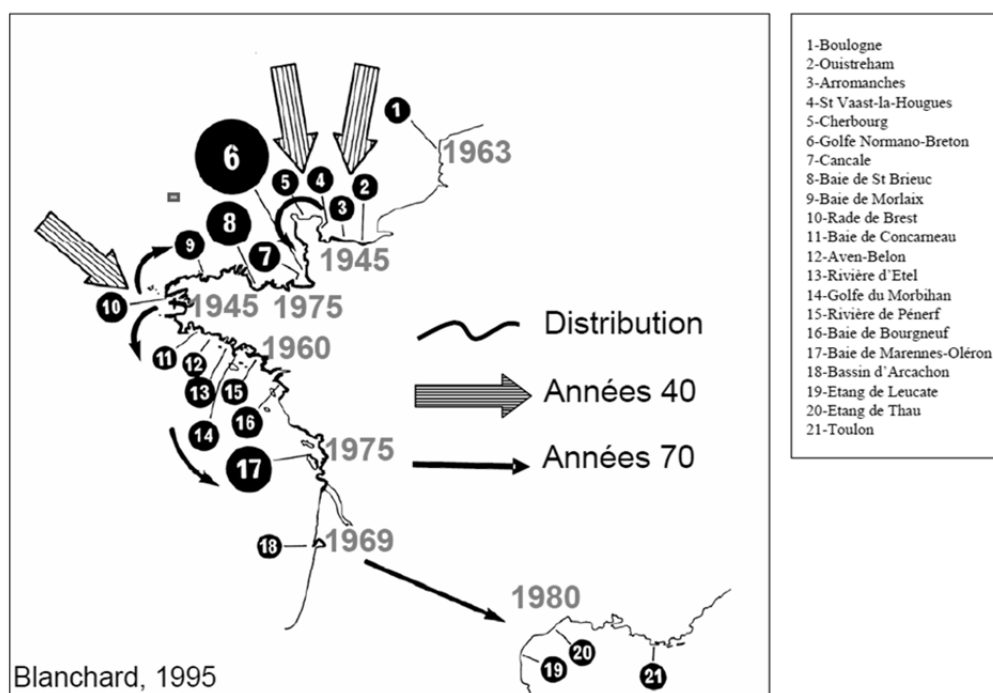 1
1963
6
5
4
2
3
8
7
9
1945
10
1945
1975
11
12
1960
13
15
14
16
17
1975
18
1969
1980
19
20
21
Distribution
Années 40
Années 70
Blanchard, 1995
1-Boulogne
2-Ouistreham
3-Arromanches
4-St Vaast-la-Hougues
5-Cherbourg
6-Golfe Normano-Breton
7-Cancale
8-Baie de St Brieuc
9-Baie de Morlaix
10-Rade de Brest
11-Baie de Concarneau
12-Aven-Belon
13-Rivière d'Etel
14-Golfe du Morbihan
15-Rivière de Pénerf
16-Baie de Bourgneuf
17-Baie de Marennes-Oléron
18-Bassin d'Arcachon
19-Etang de Leucate
20-Etang de Thau
21-Toulon